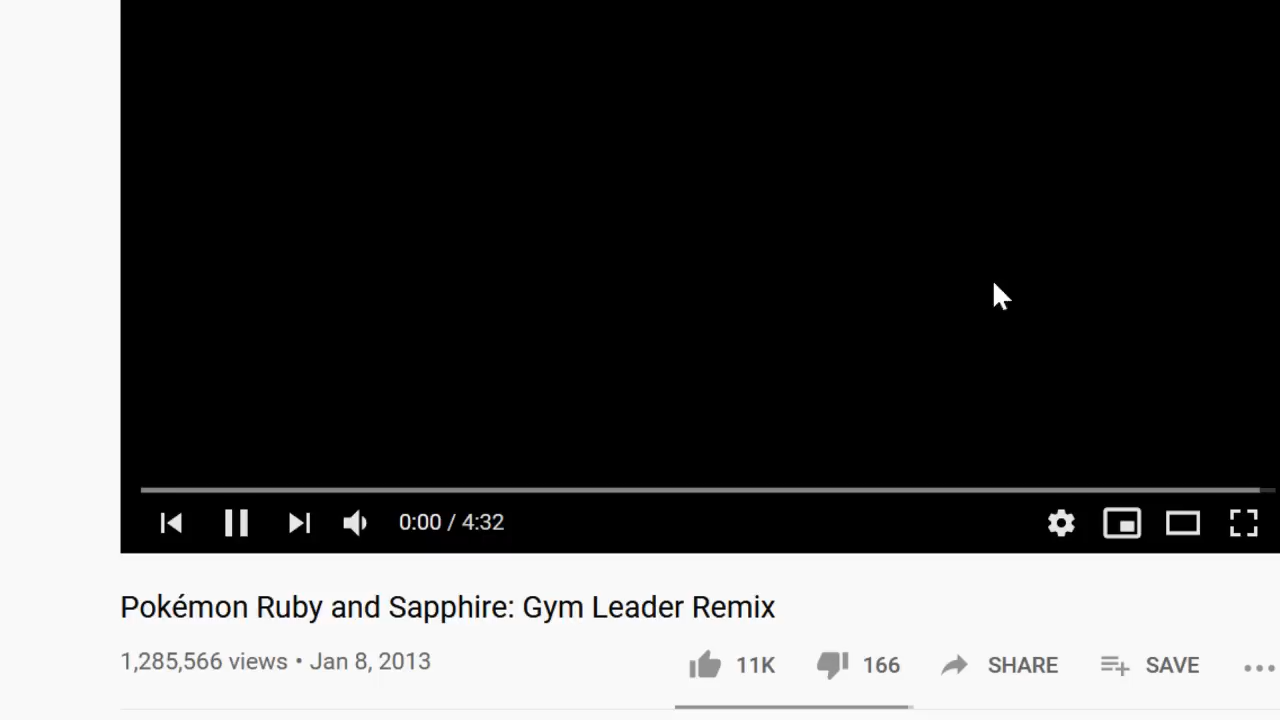 0:00 / 4:32
Pokémon Ruby and Sapphire: Gym Leader Remix
1,285,566 views • Jan 8, 2013
11K 166 SHARE SAVE